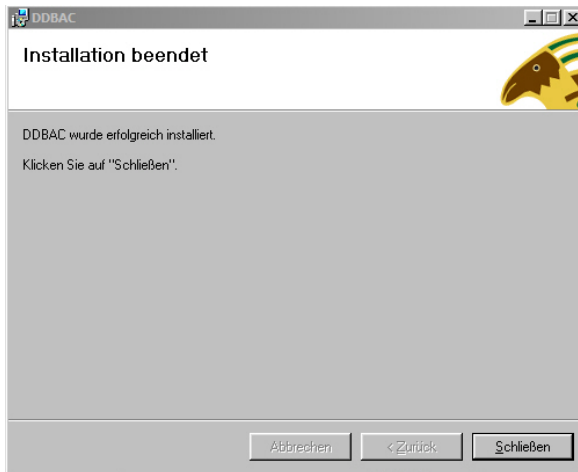 DDBAC
Installation beendet
DDBAC wurde erfolgreich installiert.
Klicken Sie auf "Schließen".
Abbrechen
< Zurück
Schließen